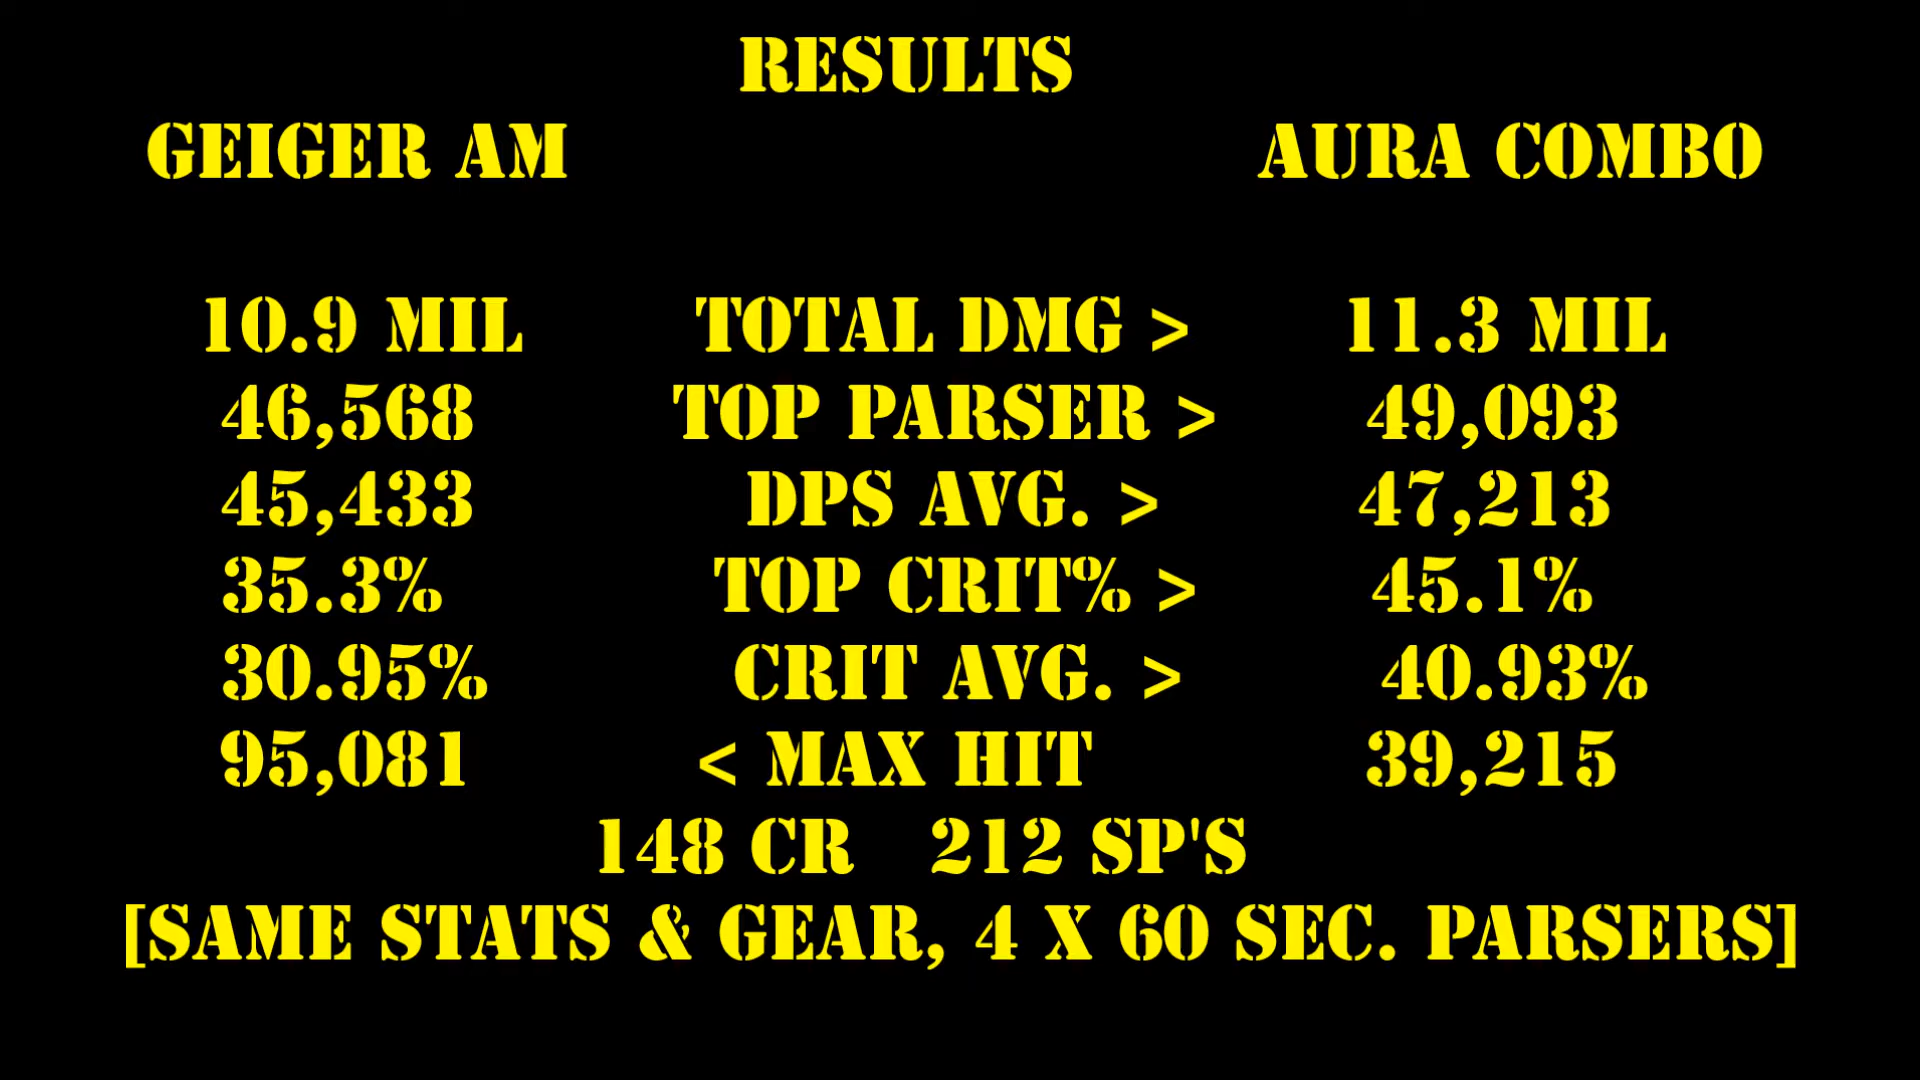 RESULTS
GEIGER AM AURA COMBO
10.9 MIL TOTAL DMG > 11.3 MIL
46,568 TOP PARSER > 49,093
45,433 DPS AVG. > 47,213
35.3% TOP CRIT% > 45.1%
30.95% CRIT AVG. > 40.93%
95,081 < MAX HIT 39,215
148 CR 212 SP'S
[SAME STATS & GEAR, 4 X 60 SEC. PARSERS]